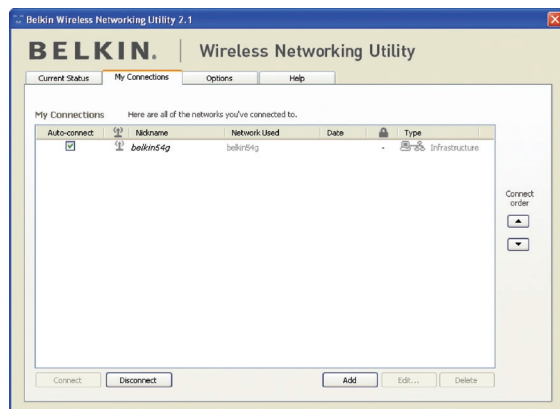 Belkin Wireless Networking Utility 2.1
BELKIN. | Wireless Networking Utility
Current Status My Connections Options Help
My Connections Here are all of the networks you've connected to.
Auto-connect Nickname Network Used Date Type
belkin54g belkin54g - Infrastructure
Connect
order
Connect Disconnect Add Edit... Delete